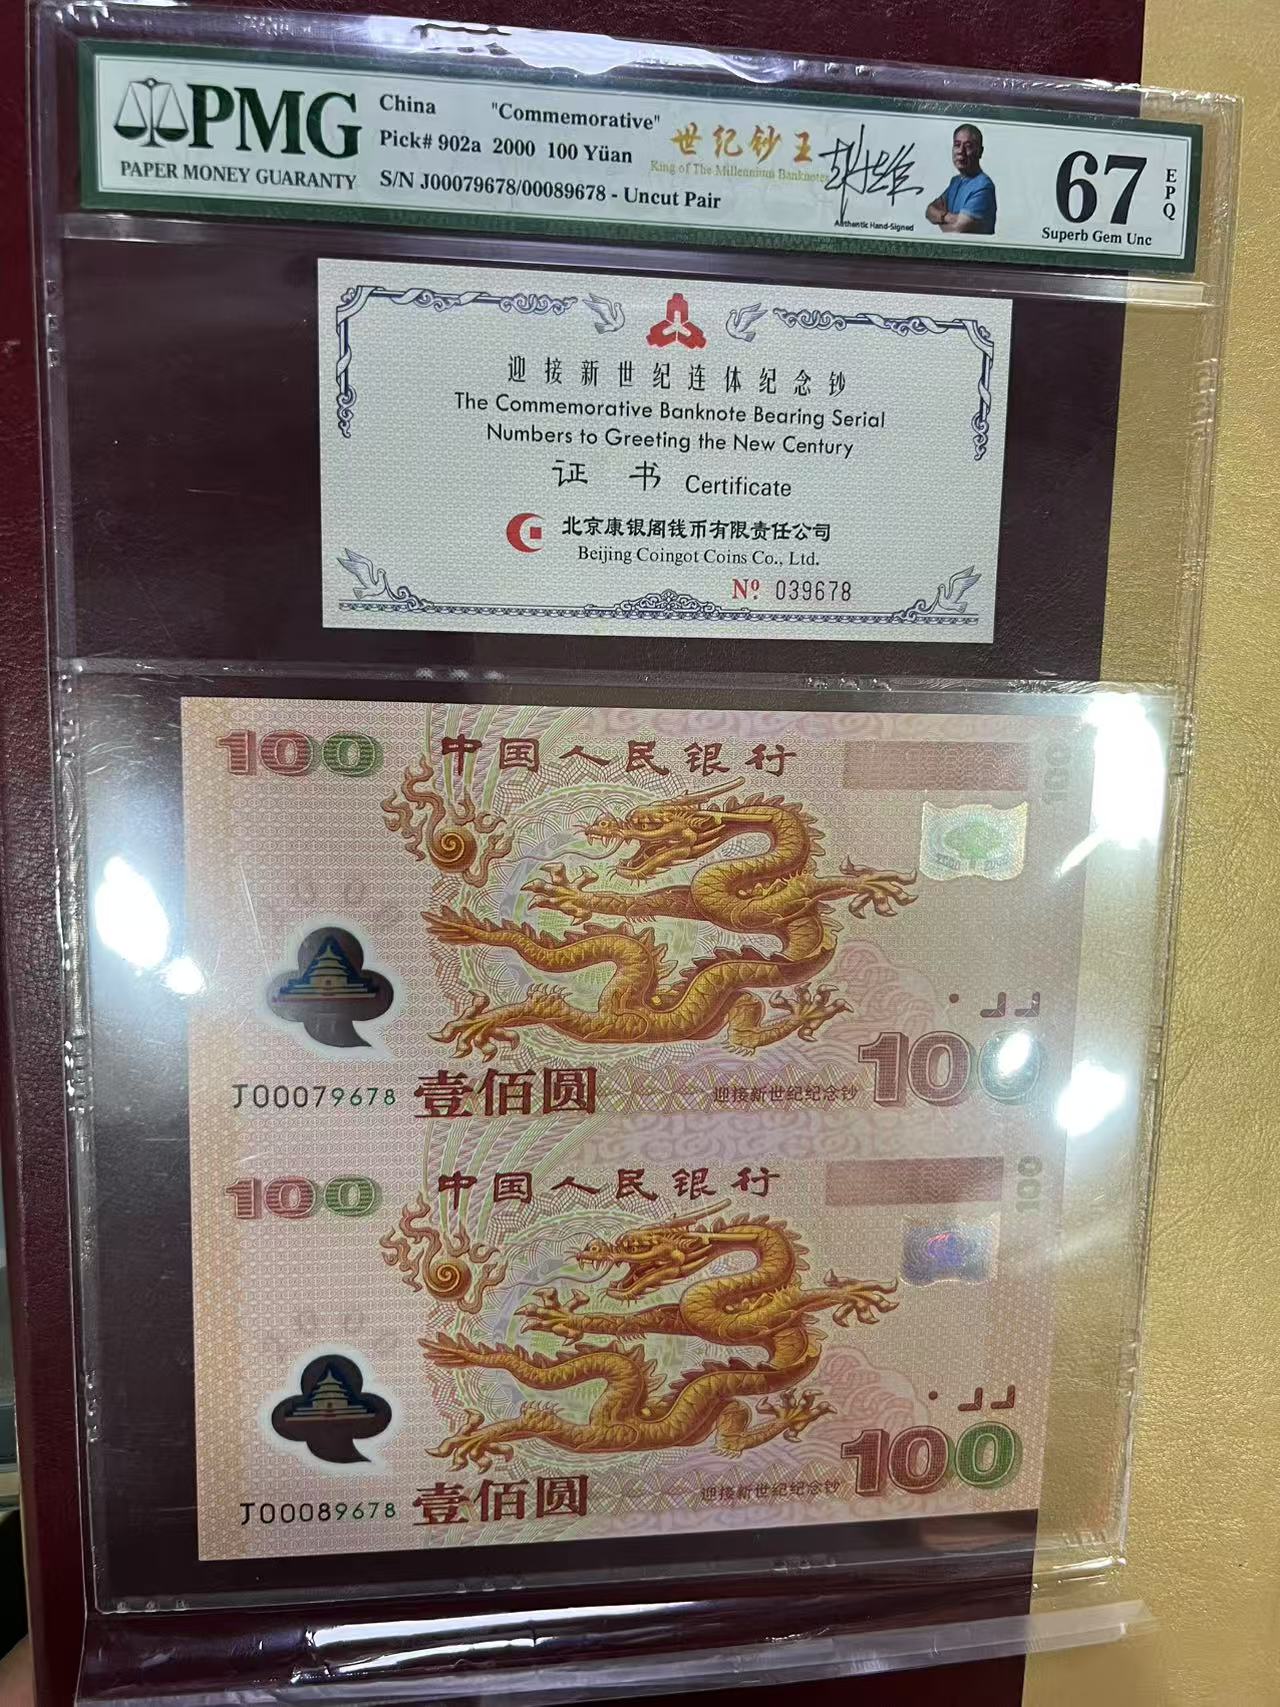 PMG
PAPER MONEY GUARANTY
China "Commemorative"
Pick# 902a 2000 100 Yüan
S/N J00079678/00089678 - Uncut Pair
世纪钞王
King of The Millennium Banknotes
Authentic Hand-Signed
67
EPQ
Superb Gem Unc
迎接新世纪连体纪念钞
The Commemorative Banknote Bearing Serial
Numbers to Greeting the New Century
证书 Certificate
北京康银阁钱币有限责任公司
Beijing Coingot Coins Co., Ltd.
Nº 039678
100 中国人民银行
100
J00079678 壹佰圆
迎接新世纪纪念钞 100
100 中国人民银行
100
J00089678 壹佰圆
迎接新世纪纪念钞 100